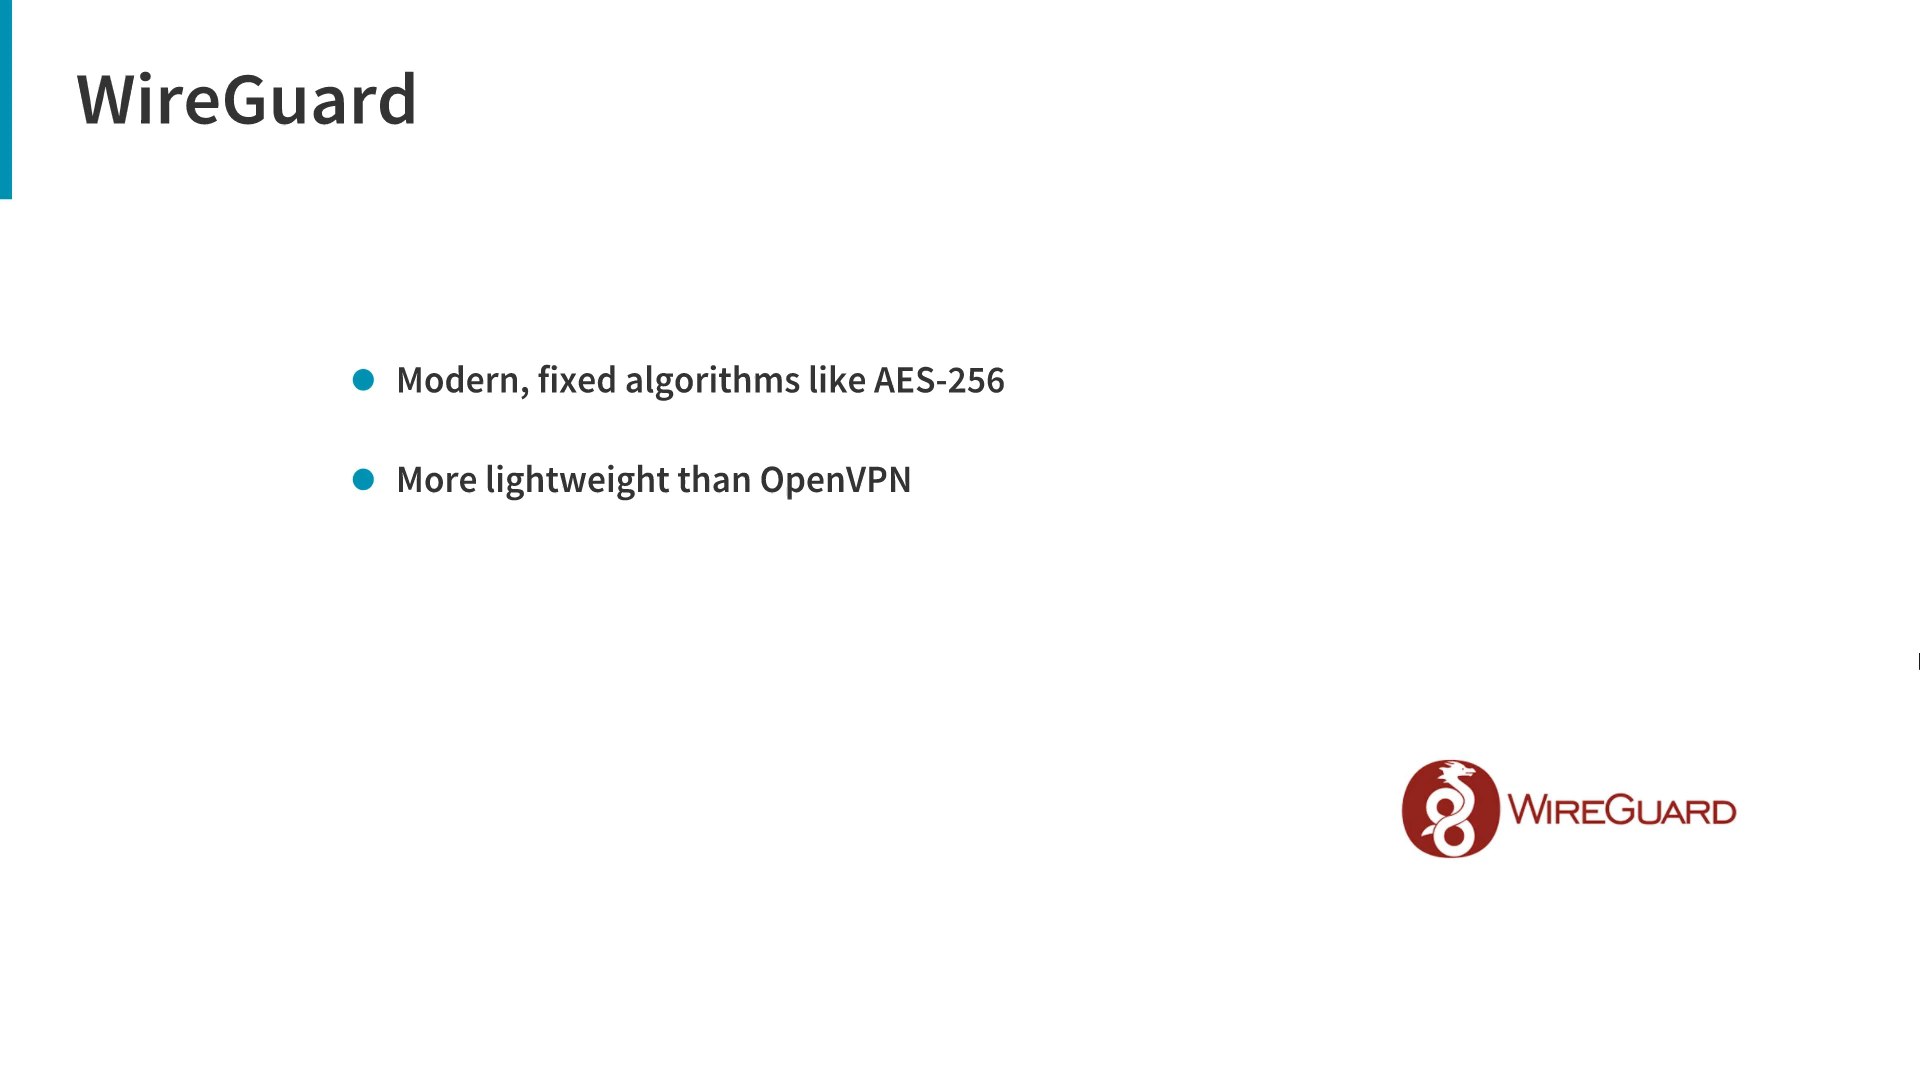 WireGuard
Modern, fixed algorithms like AES-256
More lightweight than OpenVPN
WIREGUARD